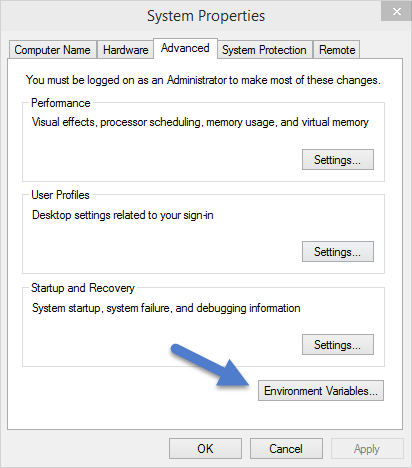 System Properties
Computer Name Hardware Advanced System Protection Remote
You must be logged on as an Administrator to make most of these changes.
Performance
Visual effects, processor scheduling, memory usage, and virtual memory
Settings...
User Profiles
Desktop settings related to your sign-in
Settings...
Startup and Recovery
System startup, system failure, and debugging information
Settings...
Environment Variables...
OK Cancel Apply